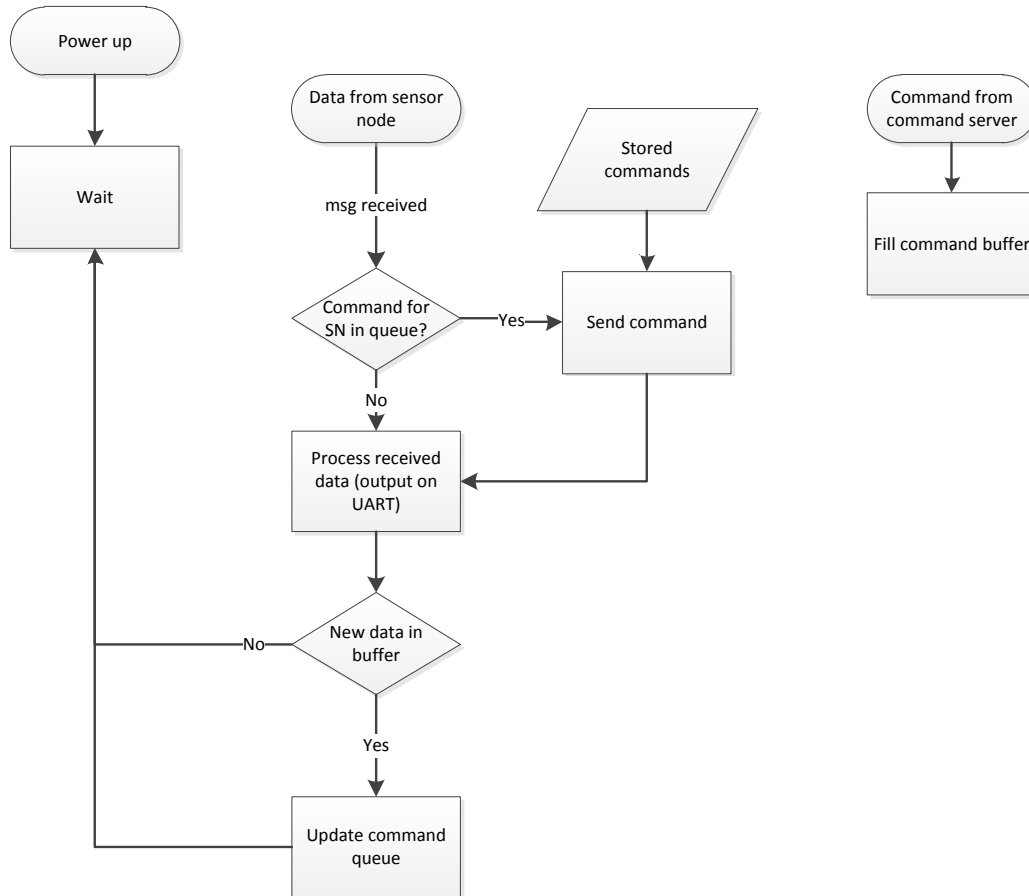 Power up
Wait
Data from sensor
node
msg received
Command for
SN in queue?
Yes
No
Stored
commands
Send command
Process received
data (output on
UART)
New data in
buffer
No
Yes
Update command
queue
Command from
command server
Fill command buffer